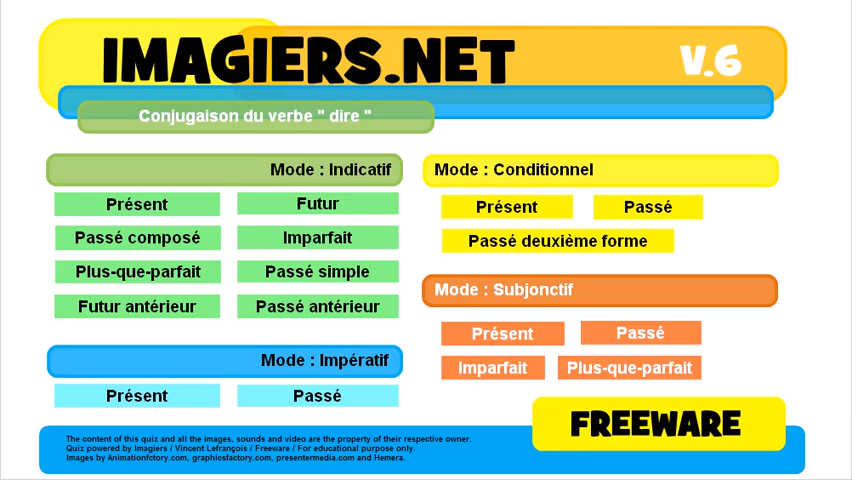 IMAGIERS.NET
V.6
Conjugaison du verbe " dire "
Mode : Indicatif
Présent
Futur
Passé composé
Imparfait
Plus-que-parfait
Passé simple
Futur antérieur
Passé antérieur
Mode : Impératif
Présent
Passé
Mode : Conditionnel
Présent
Passé
Passé deuxième forme
Mode : Subjonctif
Présent
Passé
Imparfait
Plus-que-parfait
FREEWARE
The content of this quiz and all the images, sounds and video are the property of their respective owner.
Quiz powered by Imagiers / Vincent Lefrançois / Freeware / For educational purpose only.
Images by Animationfctory.com, graphicsfactory.com, presentermedia.com and Hemera.